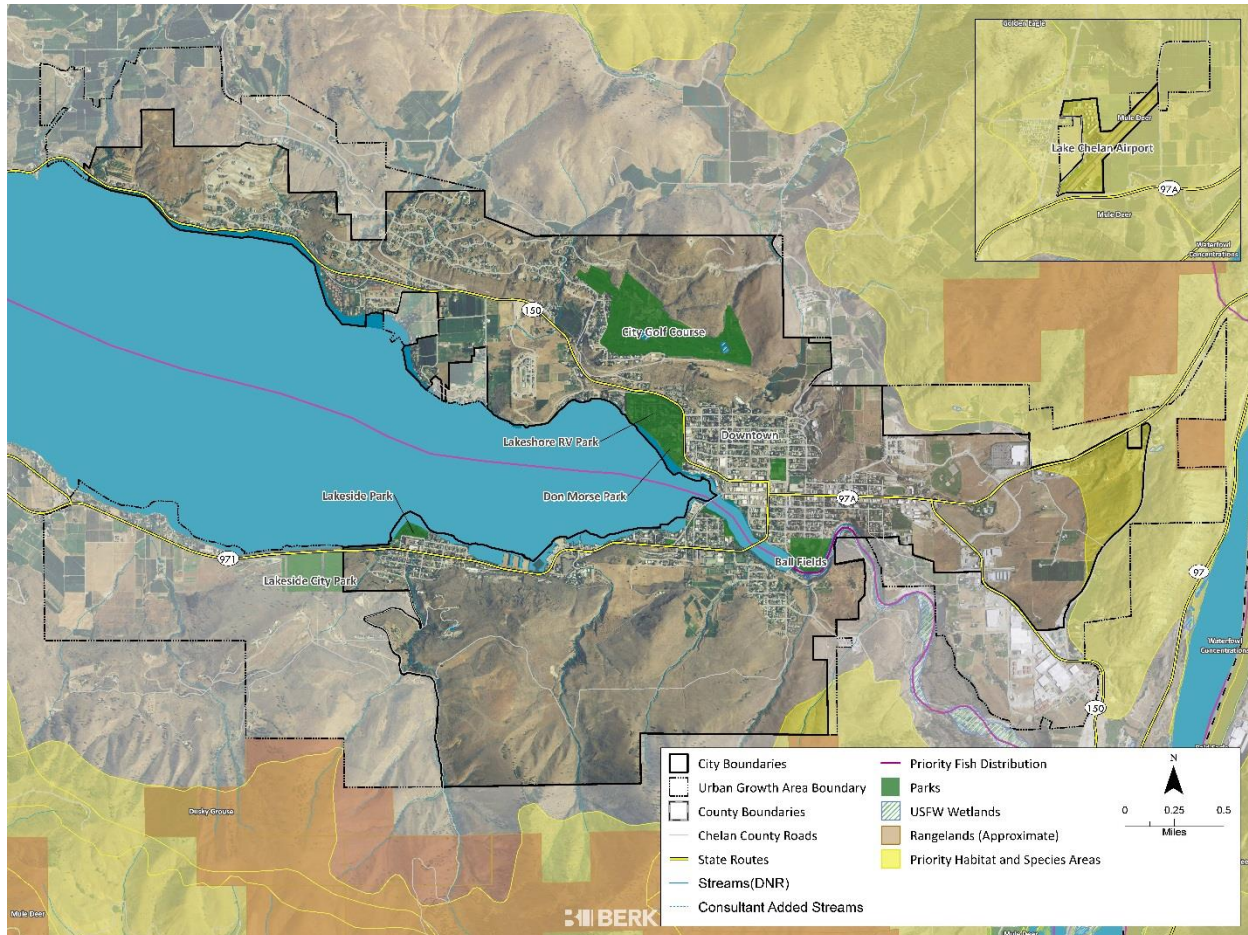 Golden Eagle
Mule Deer
Lake Chelan Airport
97A
Mule Deer
Waterfowl
Concentrations
150
City Golf Course
Lakeshore RV Park
Downtown
Lakeside Park
Don Morse Park
97A
971
Lakeside City Park
Ball Fields
97
Waterfowl
Concentrations
150
Dusky Grouse
Mule Deer
City Boundaries
Urban Growth Area Boundary
County Boundaries
Chelan County Roads
State Routes
Streams(DNR)
Consultant Added Streams
Priority Fish Distribution
Parks
USFW Wetlands
Rangelands (Approximate)
Priority Habitat and Species Areas
N
0 0.25 0.5
Miles
BERK
Mule Deer